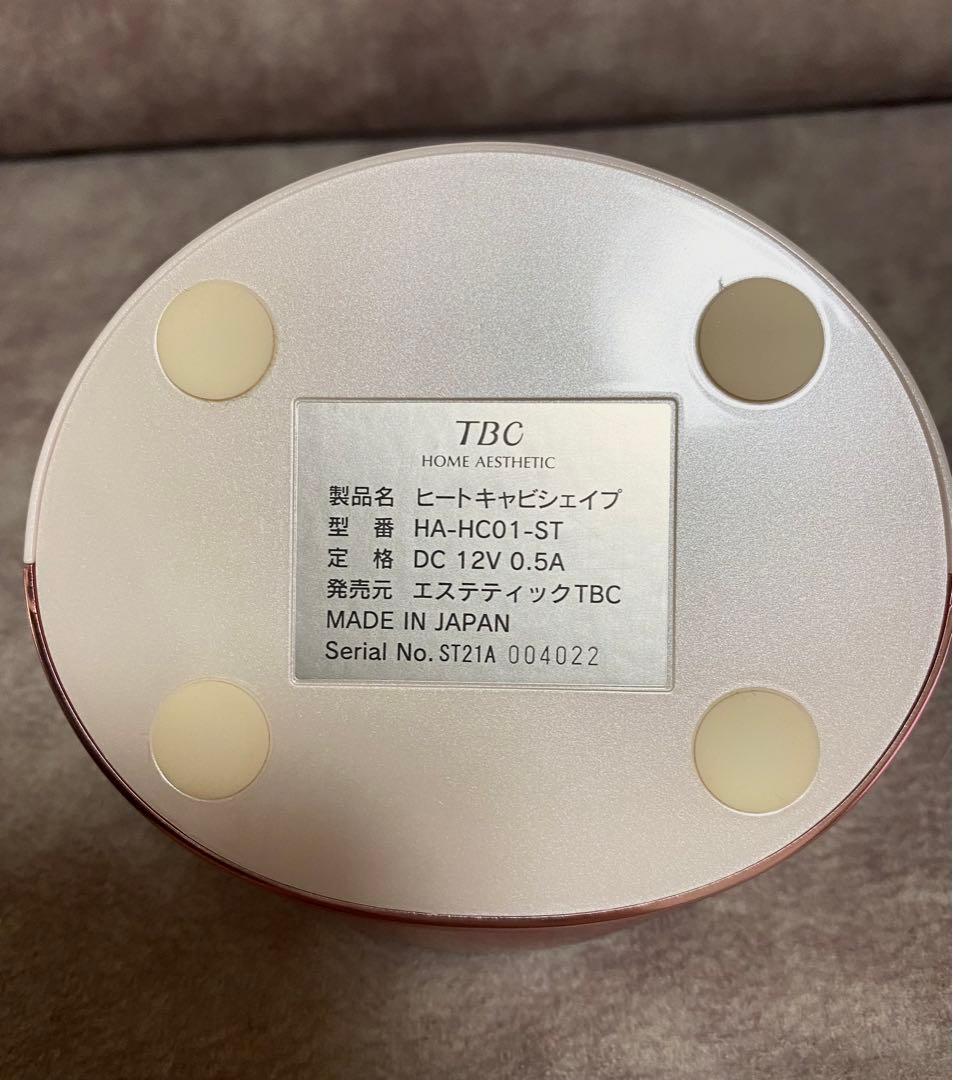 TBC
HOME AESTHETIC
製品名 ヒートキャビシェイプ
型 番 HA-HC01-ST
定 格 DC 12V 0.5A
発売元 エステティックTBC
MADE IN JAPAN
Serial No. ST21A 004022